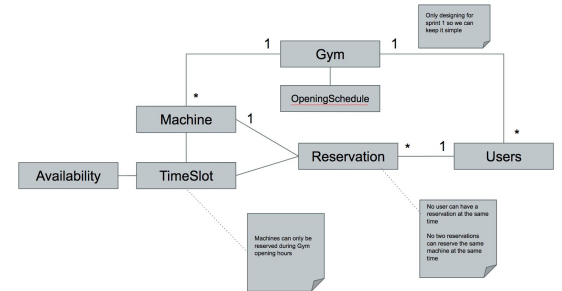 Only designing for
sprint 1 so we can
keep it simple
1
Gym
1
OpeningSchedule
*
*
Machine
1
Reservation
*
1
Users
Availability
TimeSlot
Machines can only be
reserved during Gym
opening hours
No user can have a
reservation at the same
time
No two reservations
can reserve the same
machine at the same
time